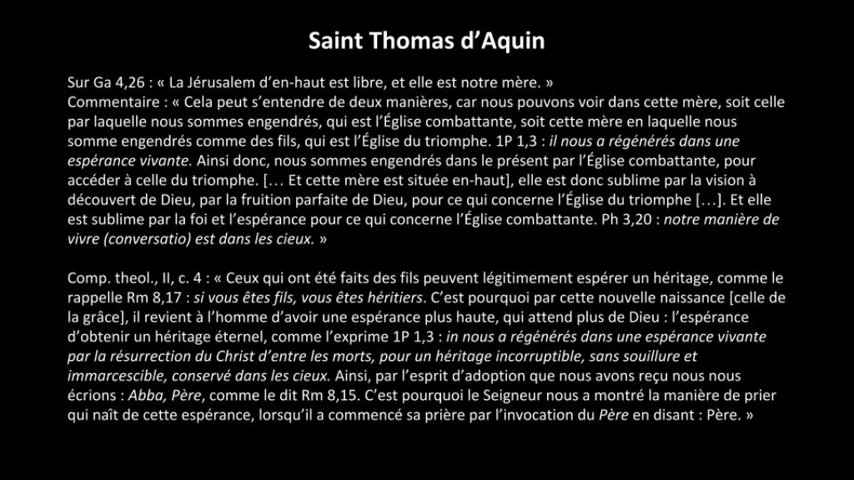 Saint Thomas d’Aquin
Sur Ga 4,26 : « La Jérusalem d’en-haut est libre, et elle est notre mère. »
Commentaire : « Cela peut s’entendre de deux manières, car nous pouvons voir dans cette mère, soit celle
par laquelle nous sommes engendrés, qui est l’Église combattante, soit cette mère en laquelle nous
somme engendrés comme des fils, qui est l’Église du triomphe. 1P 1,3 : il nous a régénérés dans une
espérance vivante. Ainsi donc, nous sommes engendrés dans le présent par l’Église combattante, pour
accéder à celle du triomphe. [… Et cette mère est située en-haut], elle est donc sublime par la vision à
découvert de Dieu, par la fruition parfaite de Dieu, pour ce qui concerne l’Église du triomphe […]. Et elle
est sublime par la foi et l’espérance pour ce qui concerne l’Église combattante. Ph 3,20 : notre manière de
vivre (conversatio) est dans les cieux. »
Comp. theol., II, c. 4 : « Ceux qui ont été faits des fils peuvent légitimement espérer un héritage, comme le
rappelle Rm 8,17 : si vous êtes fils, vous êtes héritiers. C’est pourquoi par cette nouvelle naissance [celle de
la grâce], il revient à l’homme d’avoir une espérance plus haute, qui attend plus de Dieu : l’espérance
d’obtenir un héritage éternel, comme l’exprime 1P 1,3 : in nous a régénérés dans une espérance vivante
par la résurrection du Christ d’entre les morts, pour un héritage incorruptible, sans souillure et
immarcescible, conservé dans les cieux. Ainsi, par l’esprit d’adoption que nous avons reçu nous nous
écrions : Abba, Père, comme le dit Rm 8,15. C’est pourquoi le Seigneur nous a montré la manière de prier
qui naît de cette espérance, lorsqu’il a commencé sa prière par l’invocation du Père en disant : Père. »